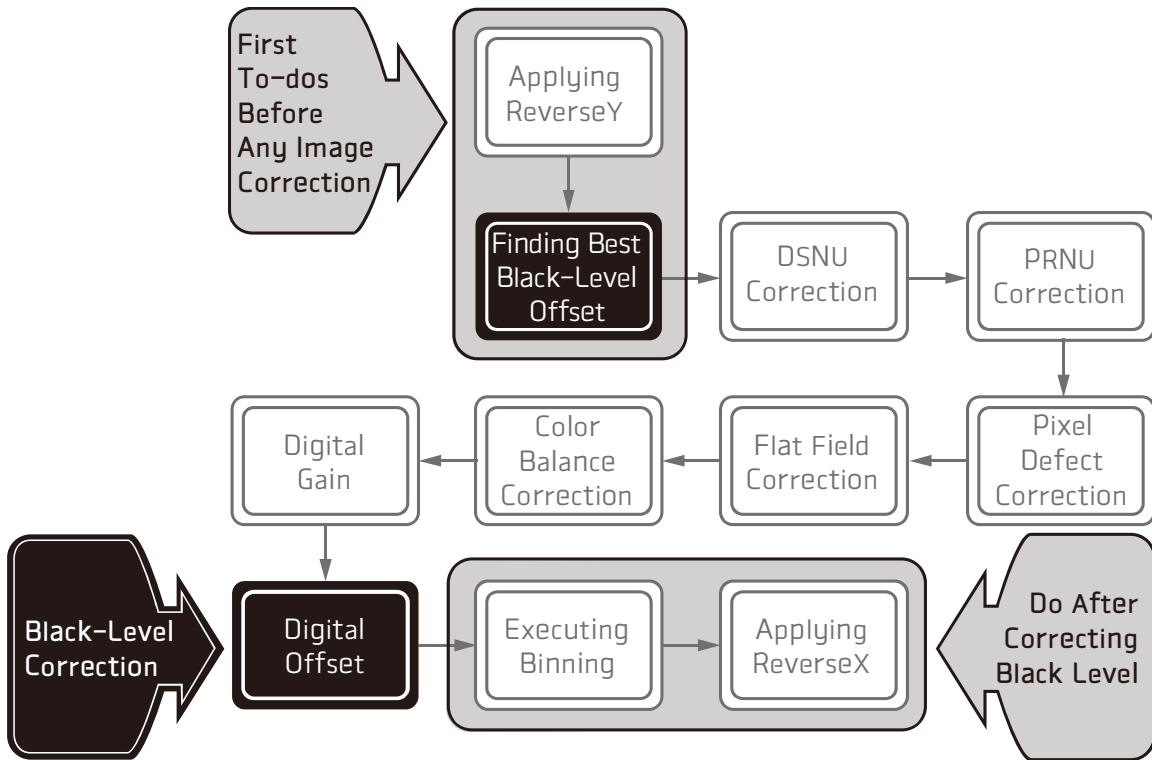 First
To-dos
Before
Any Image
Correction
Applying
ReverseY
Finding Best
Black-Level
Offset
DSNU
Correction
PRNU
Correction
Pixel
Defect
Correction
Flat Field
Correction
Color
Balance
Correction
Digital
Gain
Black-Level
Correction
Digital
Offset
Executing
Binning
Applying
ReverseX
Do After
Correcting
Black Level